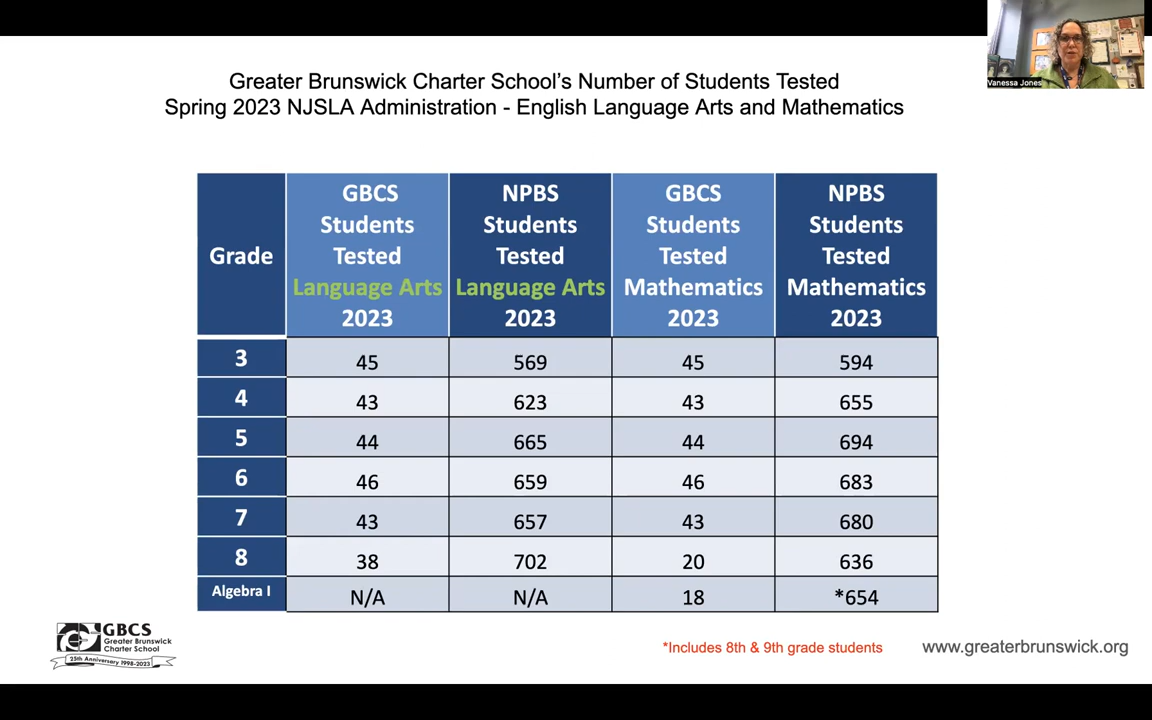 Vanessa Jones
Greater Brunswick Charter School's Number of Students Tested
Spring 2023 NJSLA Administration - English Language Arts and Mathematics
Grade
GBCS
Students
Tested
Language Arts
2023
NPBS
Students
Tested
Language Arts
2023
GBCS
Students
Tested
Mathematics
2023
NPBS
Students
Tested
Mathematics
2023
3 45 569 45 594
4 43 623 43 655
5 44 665 44 694
6 46 659 46 683
7 43 657 43 680
8 38 702 20 636
Algebra I N/A N/A 18 *654
GBCS
Greater Brunswick
Charter School
25th Anniversary 1998-2023
*Includes 8th & 9th grade students
www.greaterbrunswick.org